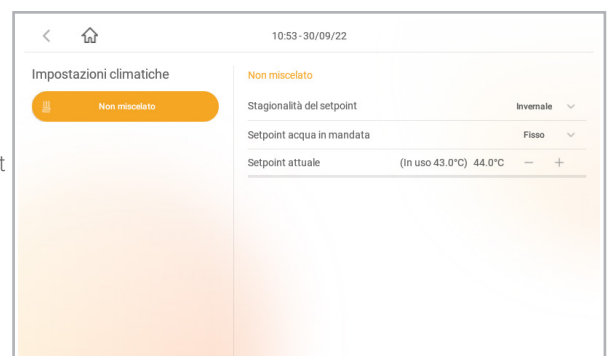 10:53 - 30/09/22
Impostazioni climatiche
Non miscelato
Non miscelato
Stagionalità del setpoint
Invernale
Setpoint acqua in mandata
Fisso
Setpoint attuale
(In uso 43.0°C) 44.0°C − +
t